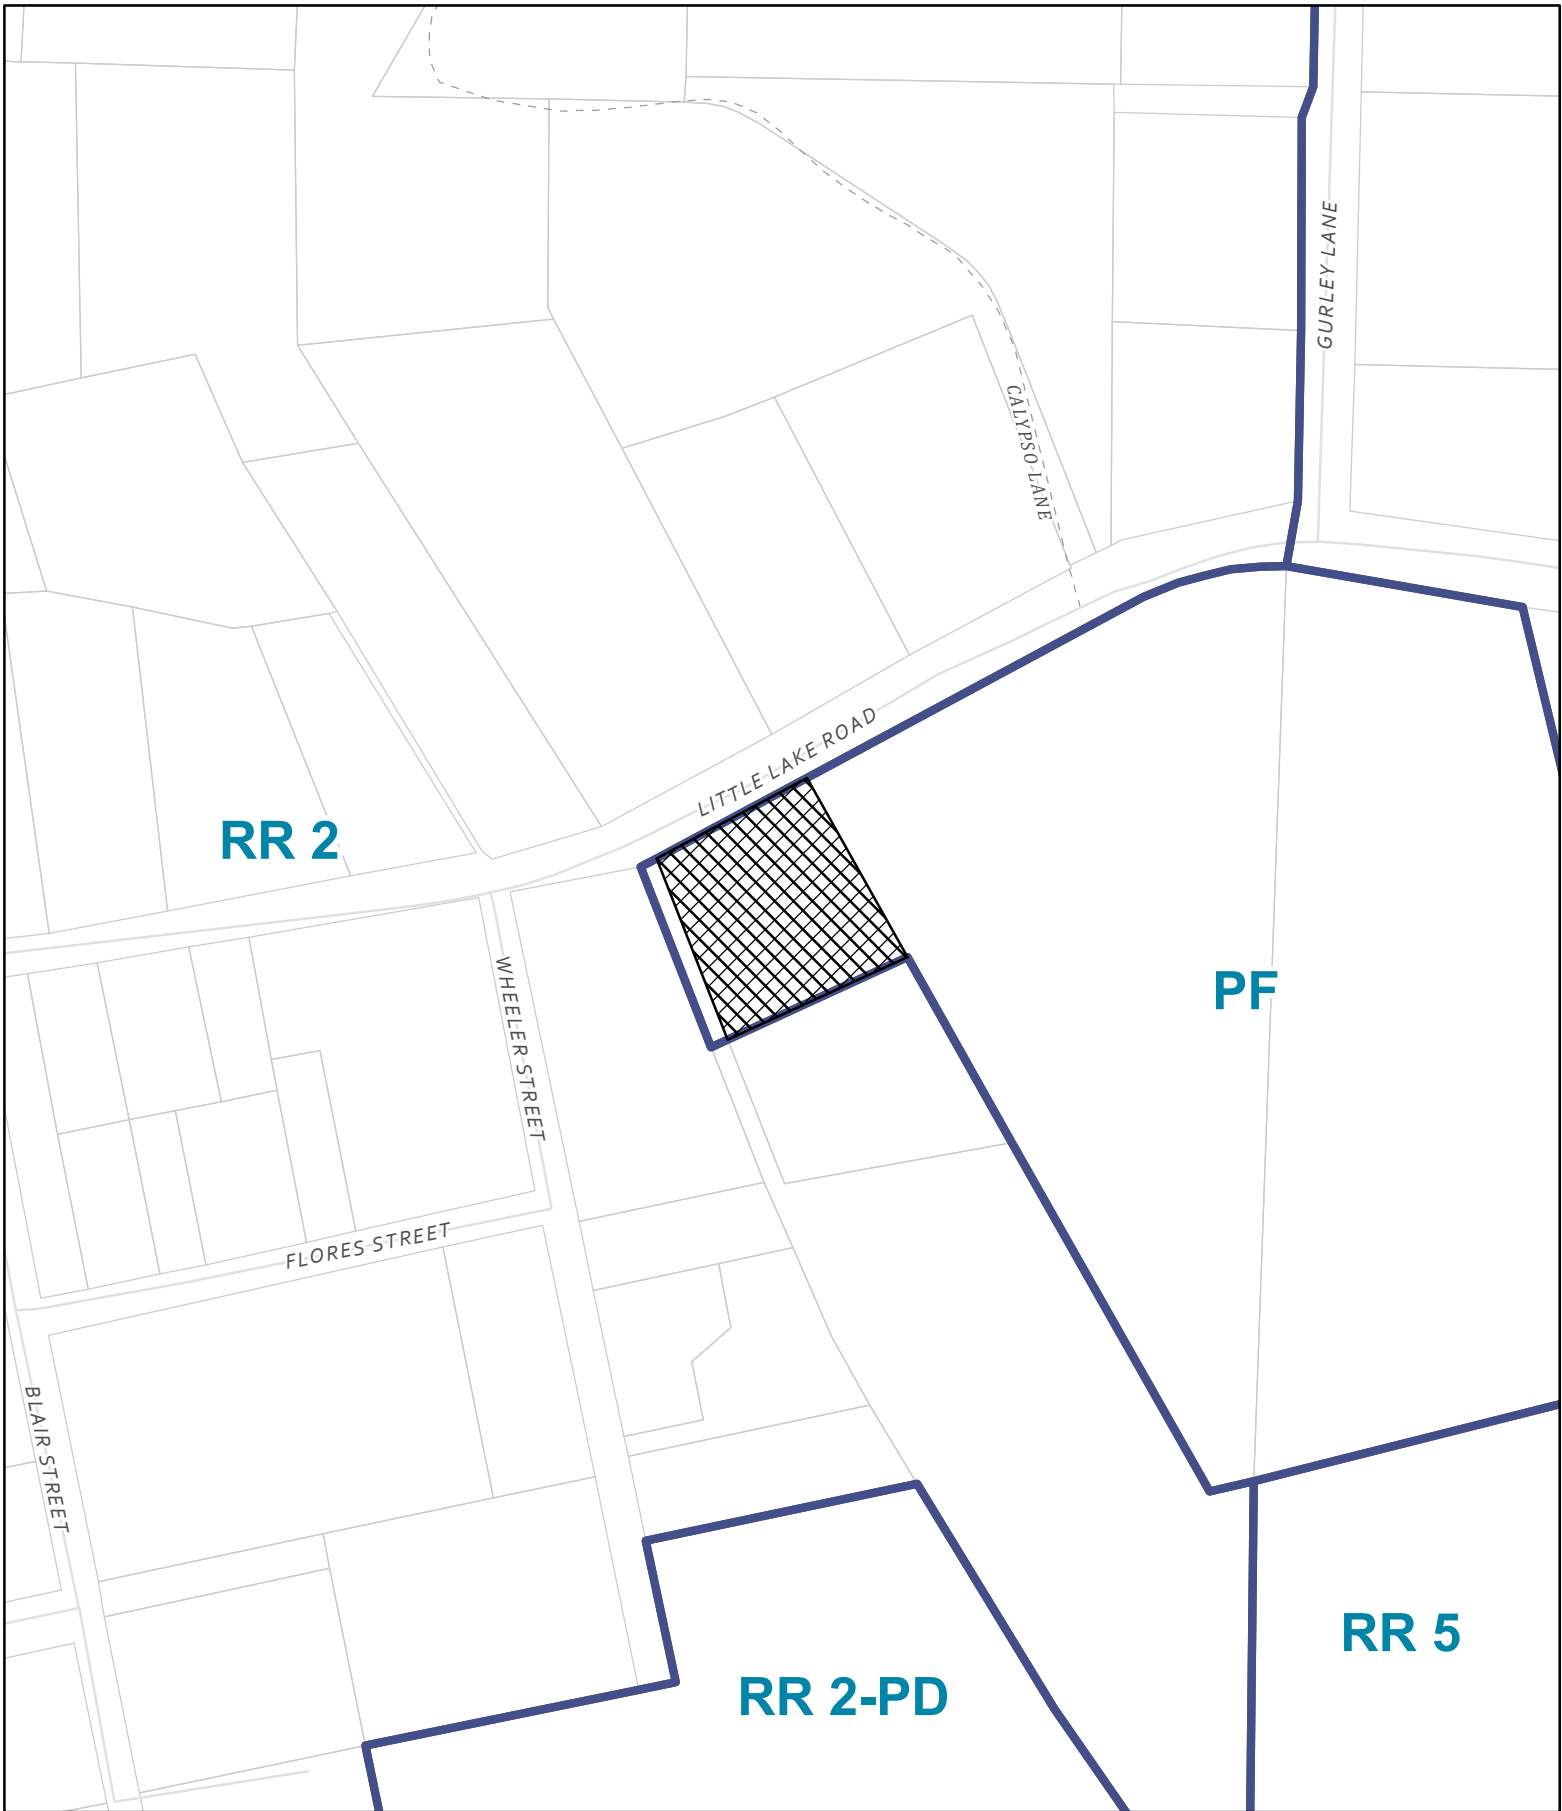 GURLEY LANE
CALYPSO LANE
LITTLE LAKE ROAD
RR 2
WHEELER STREET
PF
FLORES STREET
BLAIR STREET
RR 5
RR 2-PD